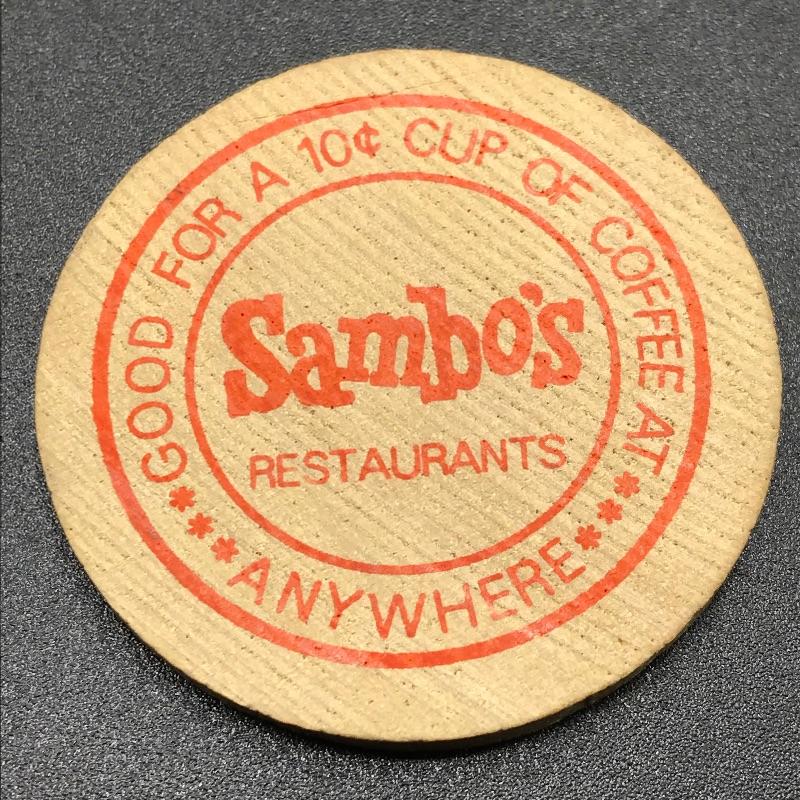 GOOD FOR A 10¢ CUP OF COFFEE AT
Sambo's
RESTAURANTS
***ANYWHERE***